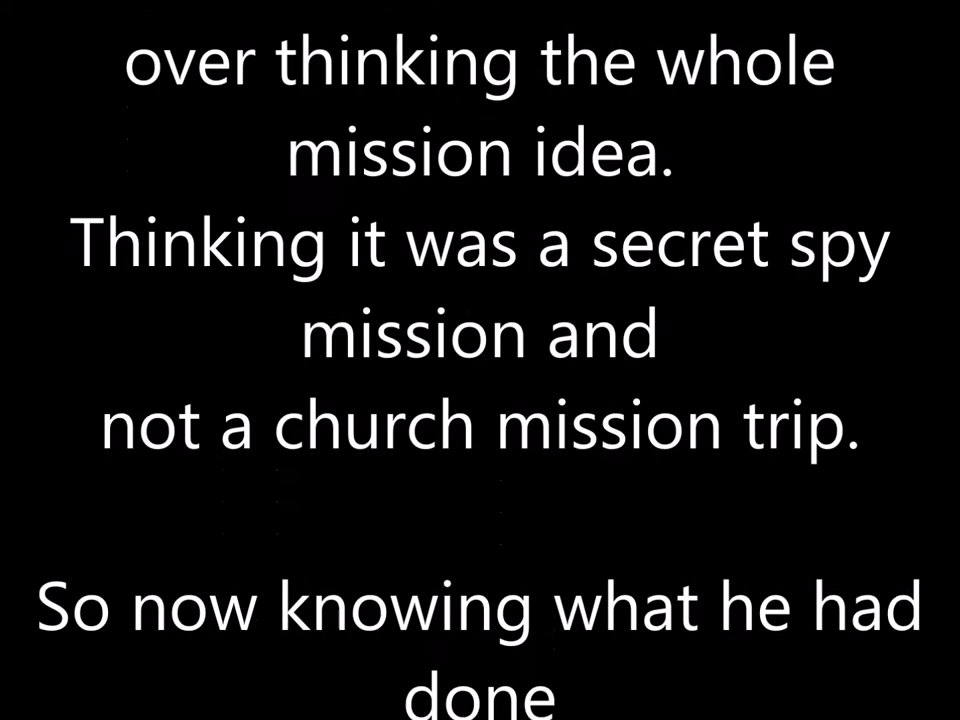 over thinking the whole
mission idea.
Thinking it was a secret spy
mission and
not a church mission trip.
So now knowing what he had
done